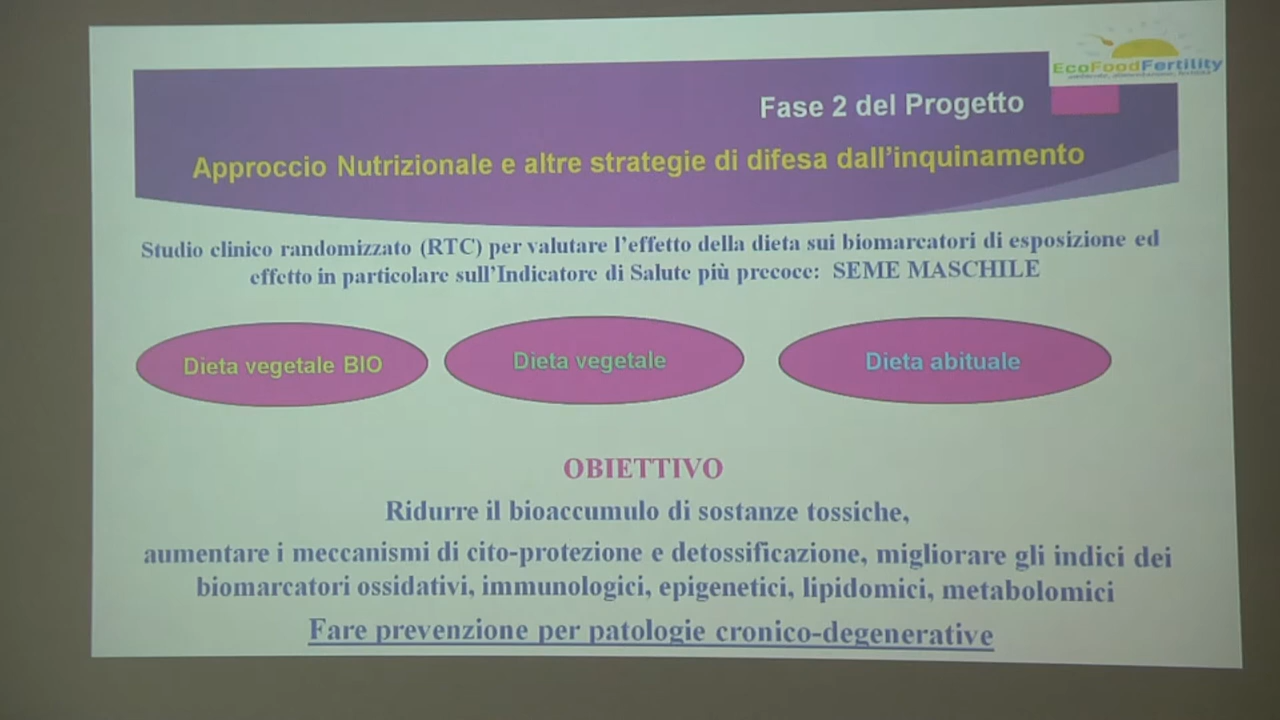 EcoFoodFertility
Fase 2 del Progetto
Approccio Nutrizionale e altre strategie di difesa dall'inquinamento
Studio clinico randomizzato (RTC) per valutare l'effetto della dieta sui biomarcatori di esposizione ed
effetto in particolare sull'Indicatore di Salute più precoce: SEME MASCHILE
Dieta vegetale BIO
Dieta vegetale
Dieta abituale
OBIETTIVO
Ridurre il bioaccumulo di sostanze tossiche,
aumentare i meccanismi di cito-protezione e detossificazione, migliorare gli indici dei
biomarcatori ossidativi, immunologici, epigenetici, lipidomici, metabolomici
Fare prevenzione per patologie cronico-degenerative